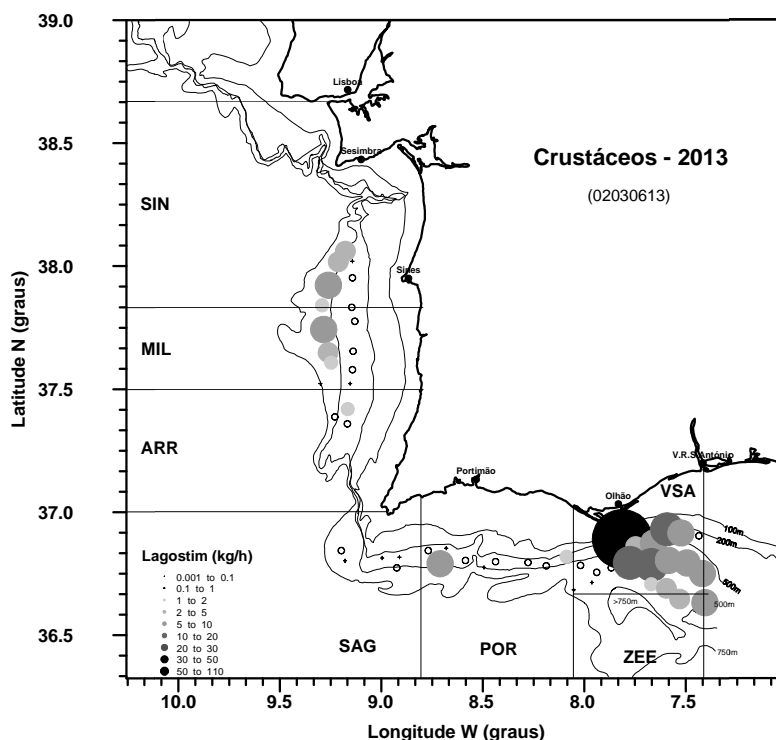 39.0
Lisboa
38.5
Sesimbra
Crustáceos - 2013
(02030613)
SIN
38.0
Sines
MIL
37.5
ARR
Portimão
V.R.S.António
Olhão
VSA
37.0
100m
200m
500m
Lagostim (kg/h)
0.001 to 0.1
0.1 to 1
1 to 2
2 to 5
5 to 10
10 to 20
20 to 30
30 to 50
50 to 110
>750m
500m
36.5
SAG
POR
ZEE
750m
10.0 9.5 9.0 8.5 8.0 7.5
Longitude W (graus)
Latitude N (graus)